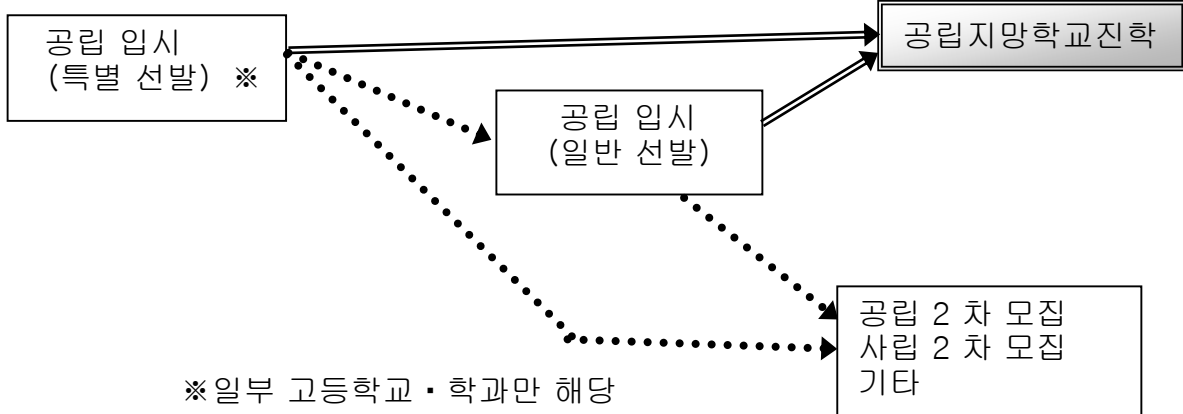 공립 입시
(특별 선발) ※
공립지망학교진학
공립 입시
(일반 선발)
공립 2 차 모집
사립 2 차 모집
기타
※일부 고등학교・학과만 해당